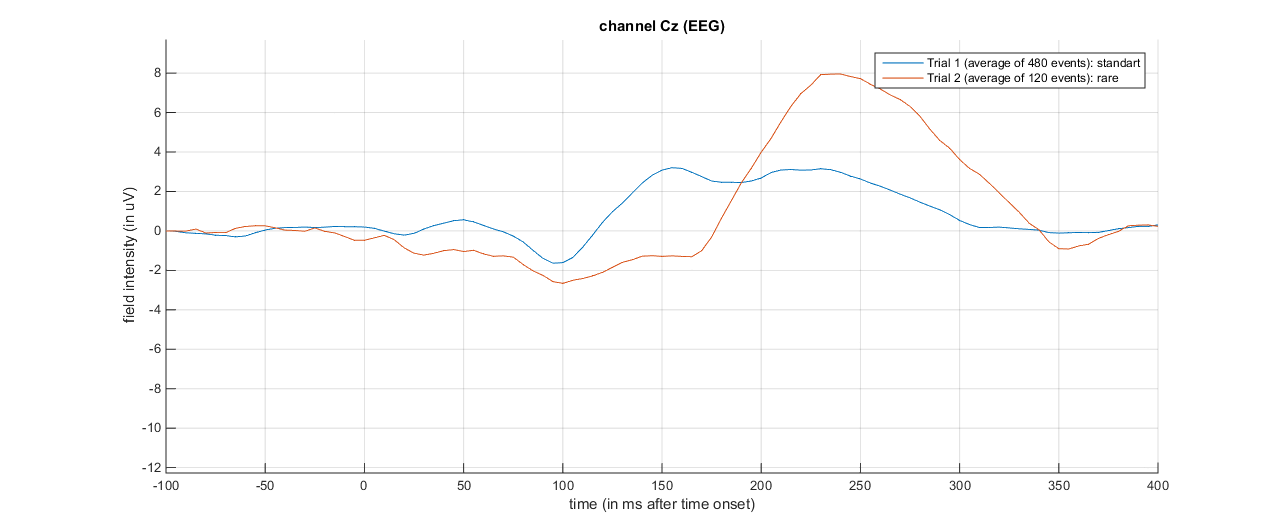 channel Cz (EEG)
Trial 1 (average of 480 events): standart
Trial 2 (average of 120 events): rare
field intensity (in uV)
8
6
4
2
0
-2
-4
-6
-8
-10
-12
-100 -50 0 50 100 150 200 250 300 350 400
time (in ms after time onset)